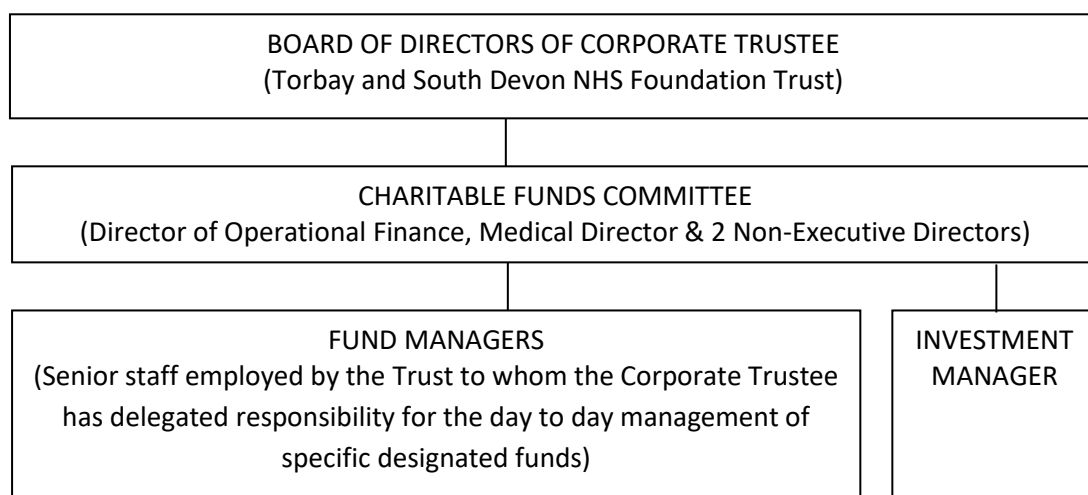 BOARD OF DIRECTORS OF CORPORATE TRUSTEE
(Torbay and South Devon NHS Foundation Trust)
CHARITABLE FUNDS COMMITTEE
(Director of Operational Finance, Medical Director & 2 Non-Executive Directors)
FUND MANAGERS
(Senior staff employed by the Trust to whom the Corporate Trustee
has delegated responsibility for the day to day management of
specific designated funds)
INVESTMENT
MANAGER